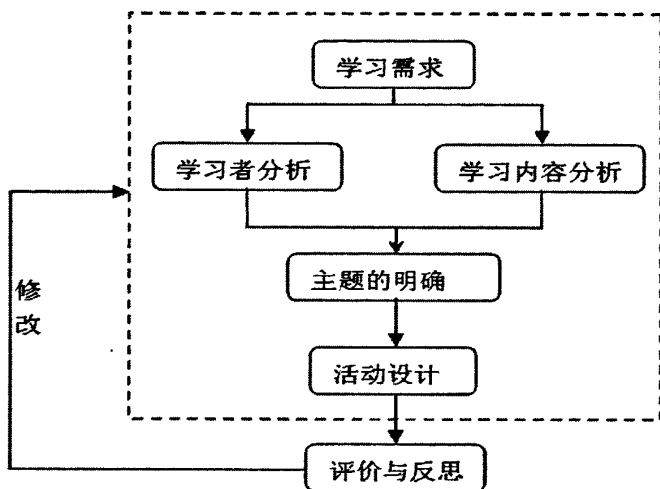 学习需求
学习者分析
学习内容分析
主题的明确
修
改
活动设计
评价与反思